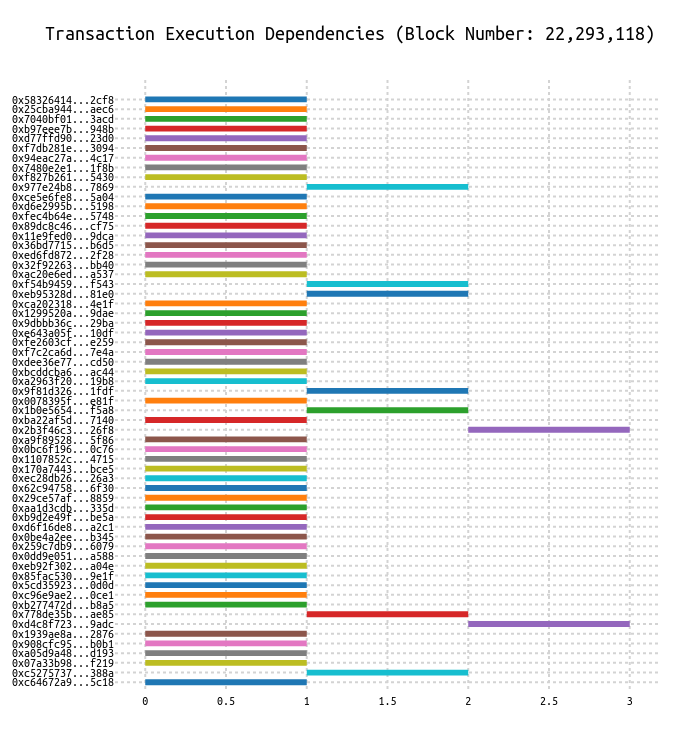 Transaction Execution Dependencies (Block Number: 22,293,118)
0x58326414...2cf8
0x25cba944...aec6
0x7040bf01...3acd
0xb97eee7b...948b
0xd77ffd90...23d0
0xf7db281e...3094
0x94eac27a...4c17
0x7480e2e1...1f8b
0xf827b261...5430
0x977e24b8...7869
0xce5e6fe8...5a04
0xd6e2995b...5198
0xfec4b64e...5748
0x89dc8c46...cf75
0x11e9fed0...9dca
0x36bd7715...b6d5
0xed6fd872...2f28
0x32f92263...bb40
0xac20e6ed...a537
0xf54b9459...f543
0xeb95328d...81e0
0xca202318...4e1f
0x1299520a...9dae
0x9dbbb36c...29ba
0xe643a05f...10df
0xfe2603cf...e259
0xf7c2ca6d...7e4a
0xdee36e77...cd50
0xbcddcba6...ac44
0xa2963f20...19b8
0x9f81d326...1fdf
0x0078395f...e81f
0x1b0e5654...f5a8
0xba22af5d...7140
0x2b3f46c3...26f8
0xa9f89528...5f86
0x0bc6f196...0c76
0x1107852c...4715
0x170a7443...bce5
0xec28db26...26a3
0x62c94758...6f30
0x29ce57af...8859
0xaa1d3cdb...335d
0xb9d2e49f...be5a
0xd6f16de8...a2c1
0x0be4a2ee...b345
0x259c7db9...6079
0x0dd9e051...a588
0xeb92f302...a04e
0x85fac530...9e1f
0x5cd35923...0d0d
0xc96e9ae2...0ce1
0xb277472d...b8a5
0x778de35b...ae85
0xd4c8f723...9adc
0x1939ae8a...2876
0x908cfc95...b0b1
0xa05d9a48...d193
0x07a33b98...f219
0xc5275737...388a
0xc64672a9...5c18
0 0.5 1 1.5 2 2.5 3